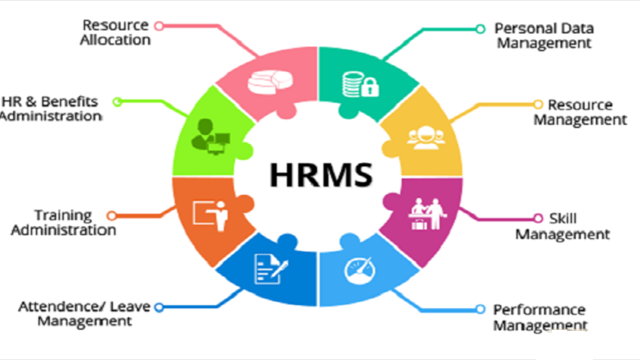 Resource
Allocation
Personal Data
Management
HR & Benefits
Administration
Resource
Management
HRMS
Training
Administration
Skill
Management
Attendence/ Leave
Management
Performance
Management